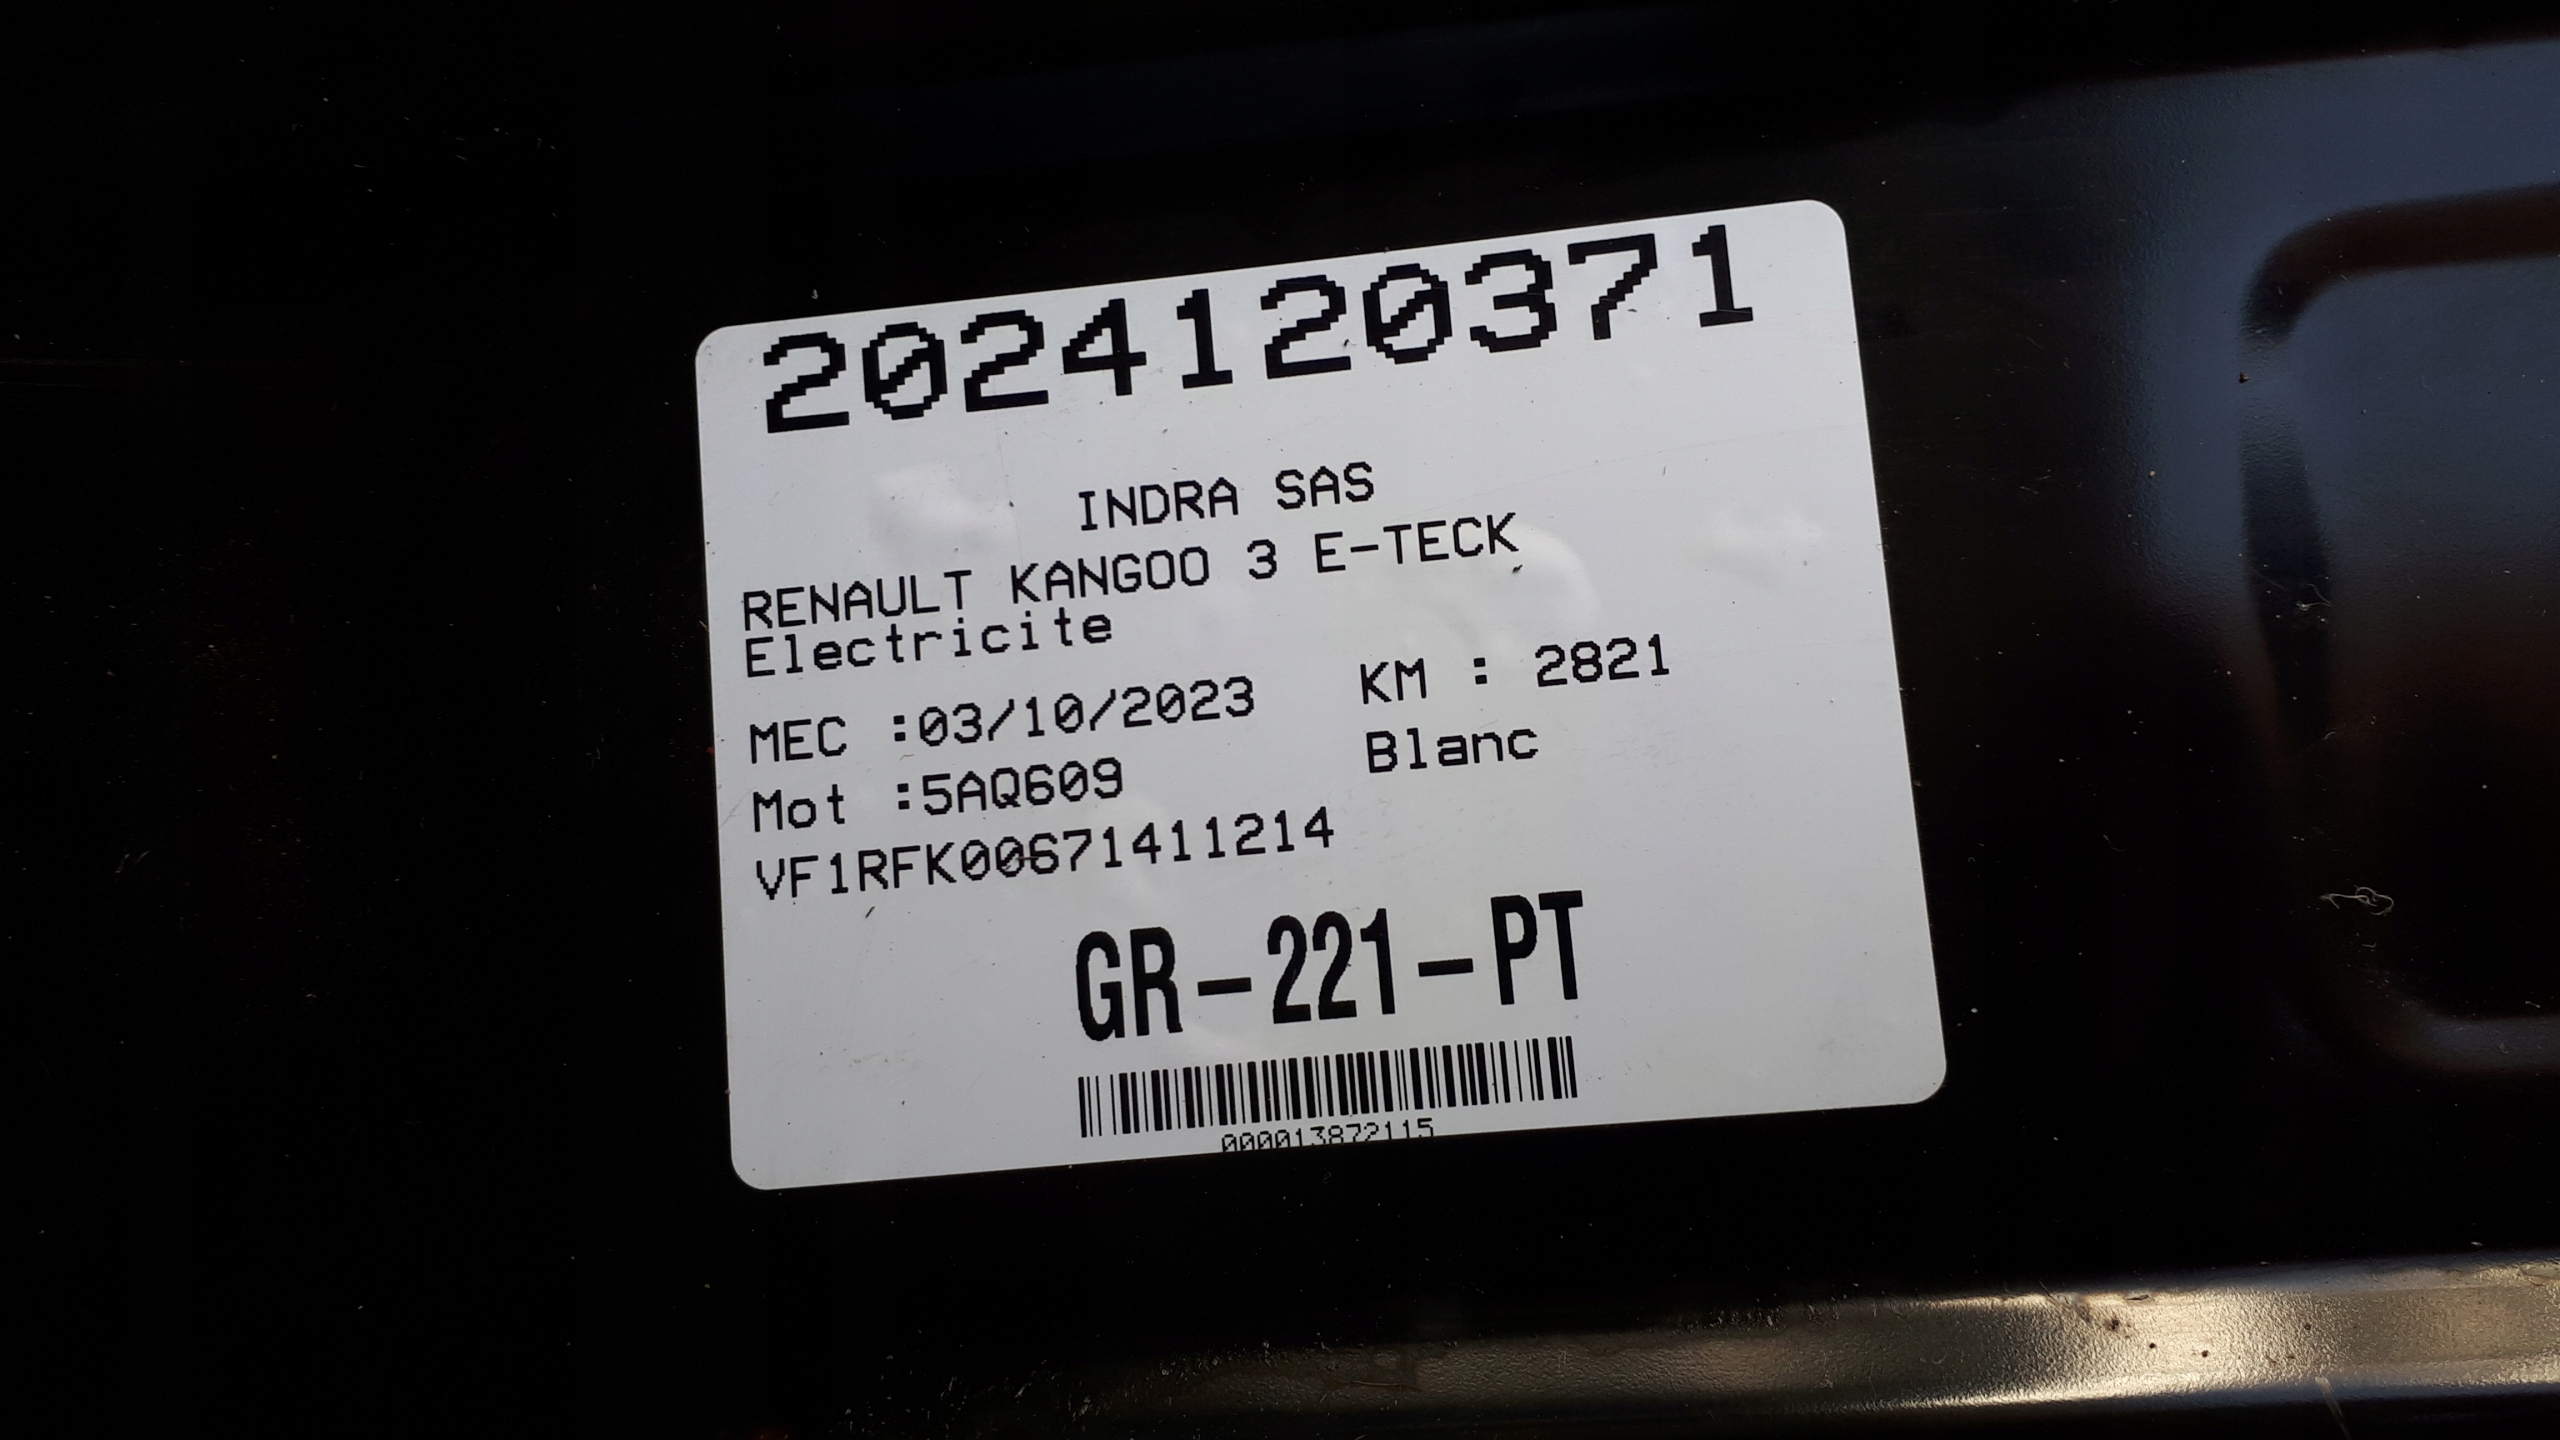 2024120371
INDRA SAS
RENAULT KANGOO 3 E-TECK
Electricite
MEC :03/10/2023 KM : 2821
Mot :5AQ609 Blanc
VF1RFK00671411214
GR-221-PT
000013872115